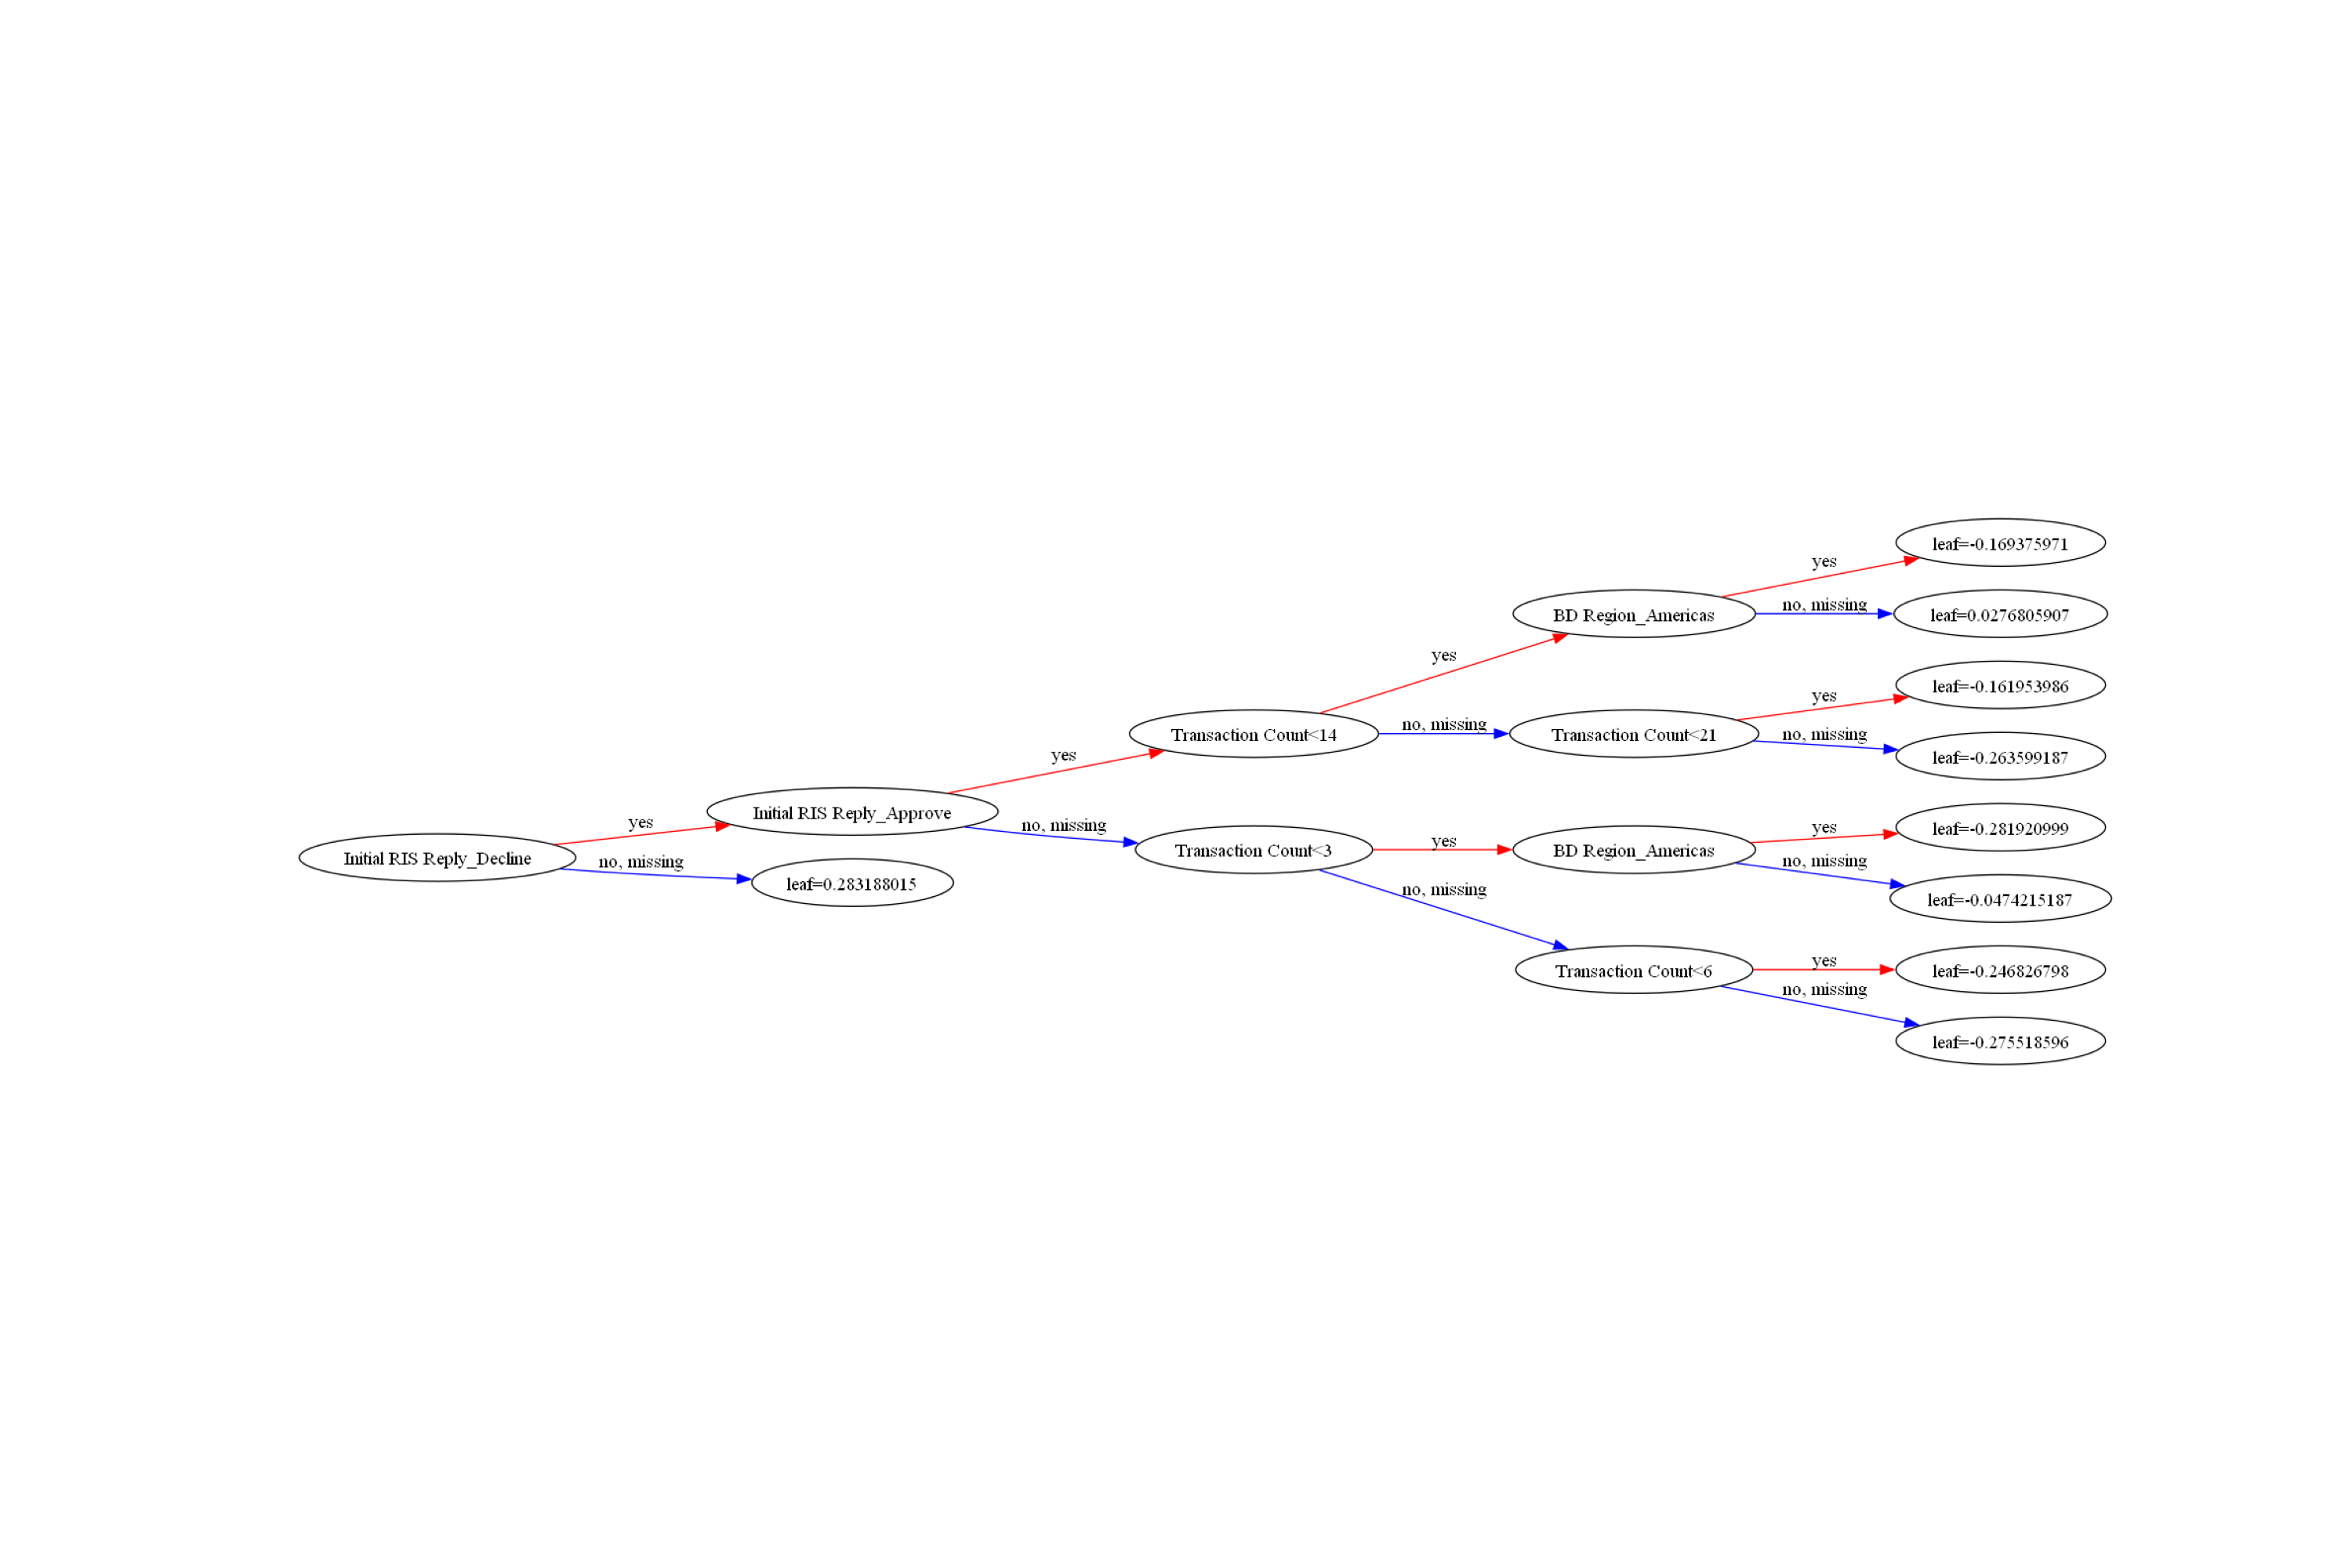 leaf=-0.169375971
yes
BD Region_Americas
no, missing
leaf=0.0276805907
yes
leaf=-0.161953986
yes
Transaction Count<14
no, missing
Transaction Count<21
no, missing
leaf=-0.263599187
yes
Initial RIS Reply_Approve
no, missing
Transaction Count<3
yes
BD Region_Americas
yes
leaf=-0.281920999
no, missing
leaf=-0.0474215187
yes
Initial RIS Reply_Decline
no, missing
leaf=0.283188015
no, missing
Transaction Count<6
yes
leaf=-0.246826798
no, missing
leaf=-0.275518596